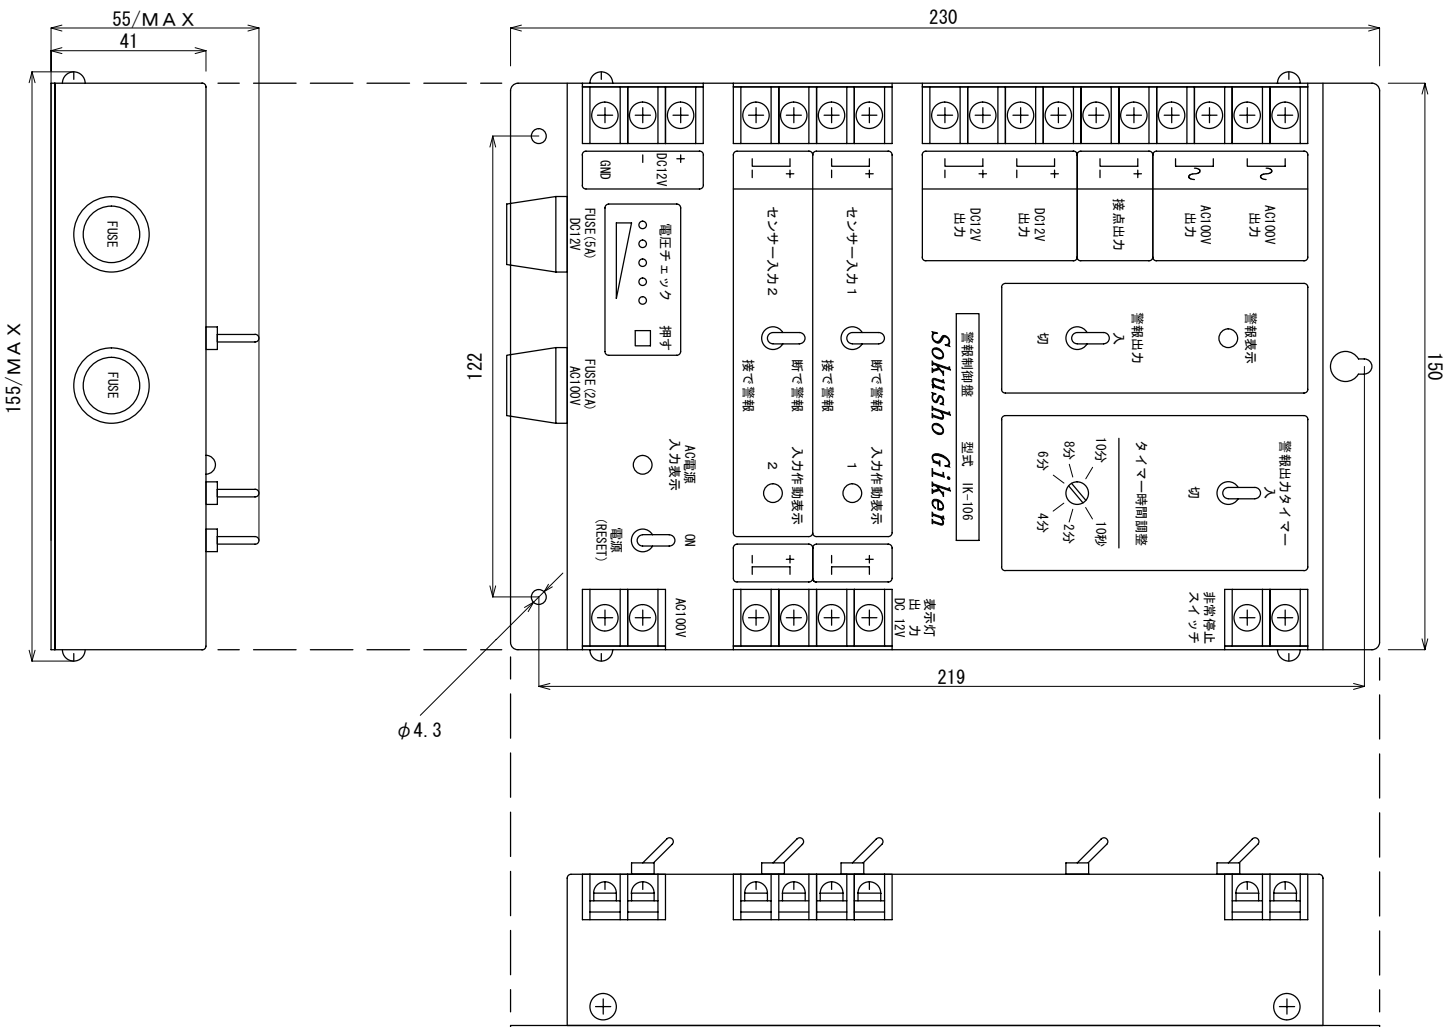 55/MAX
41
230
155/MAX
122
150
219
φ4.3
FUSE
FUSE
GND
－
＋
DC12V
FUSE(5A)
DC12V
電圧チェック
押す
FUSE(2A)
AC100V
AC電源
入力表示
ON
電源
(RESET)
AC100V
－
＋
センサー入力2
断で警報
接で警報
入力作動表示
2
－
＋
－
＋
センサー入力1
断で警報
接で警報
入力作動表示
1
－
＋
表示灯
出 力
DC 12V
－
＋
DC12V
出力
－
＋
DC12V
出力
－
＋
接点出力
AC100V
出力
AC100V
出力
警報制御盤 型式 IK-106
Sokusho Giken
警報表示
警報出力
入
切
警報出力タイマー
入
切
タイマー時間調整
10分
8分
6分
4分
2分
10秒
非常停止
スイッチ